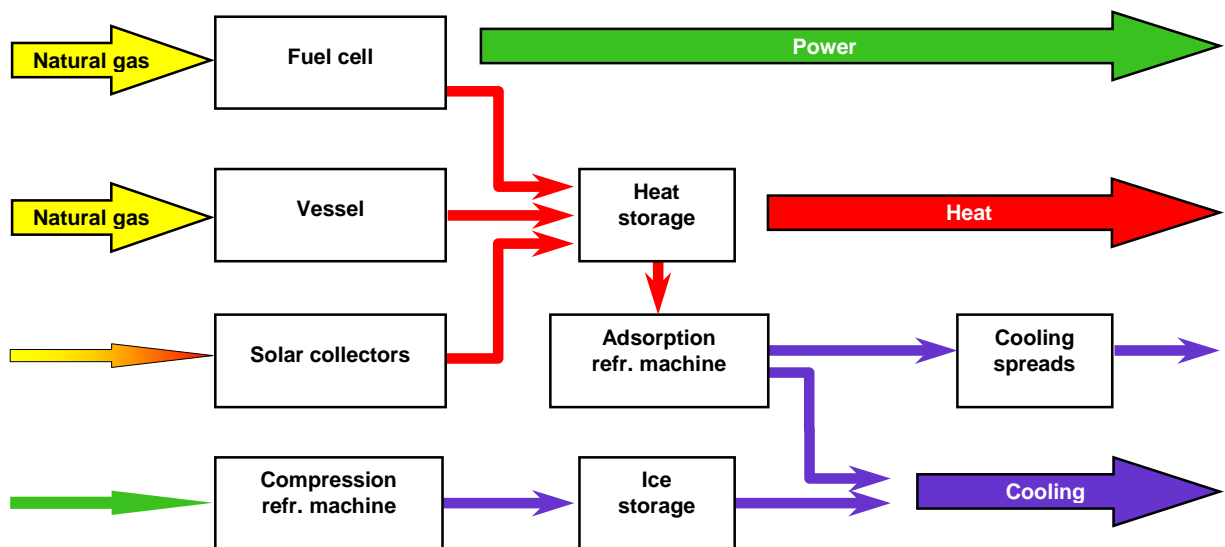 Natural gas
Fuel cell
Power
Natural gas
Vessel
Heat
storage
Heat
Solar collectors
Adsorption
refr. machine
Cooling
spreads
Compression
refr. machine
Ice
storage
Cooling